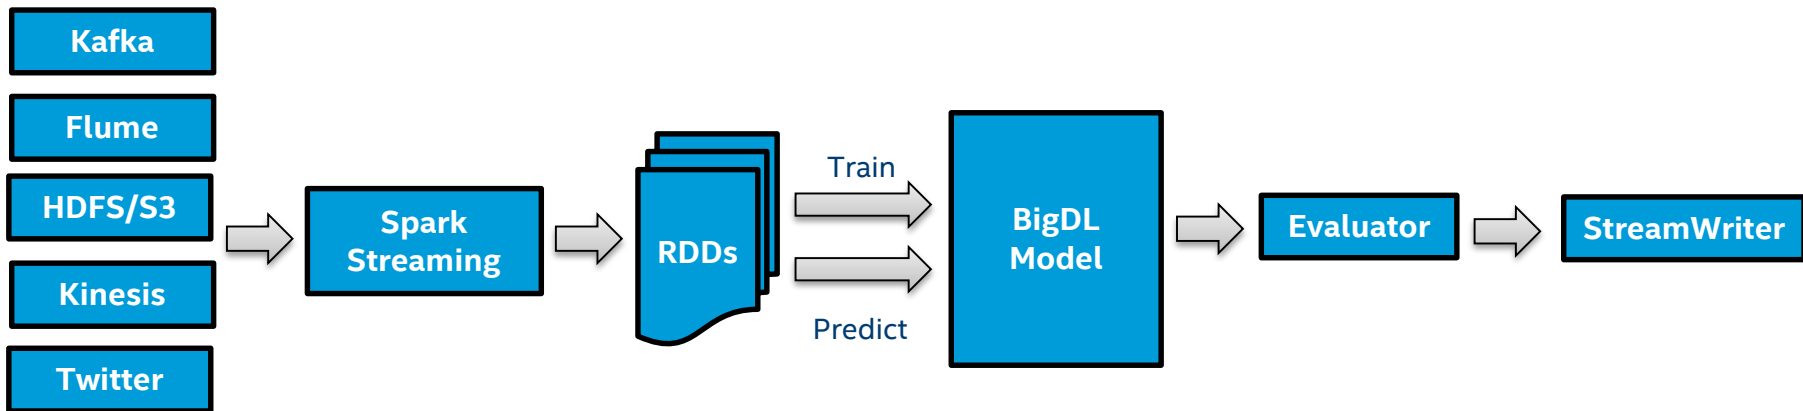 Kafka
Flume
HDFS/S3
Kinesis
Twitter
Spark
Streaming
RDDs
Train
Predict
BigDL
Model
Evaluator
StreamWriter